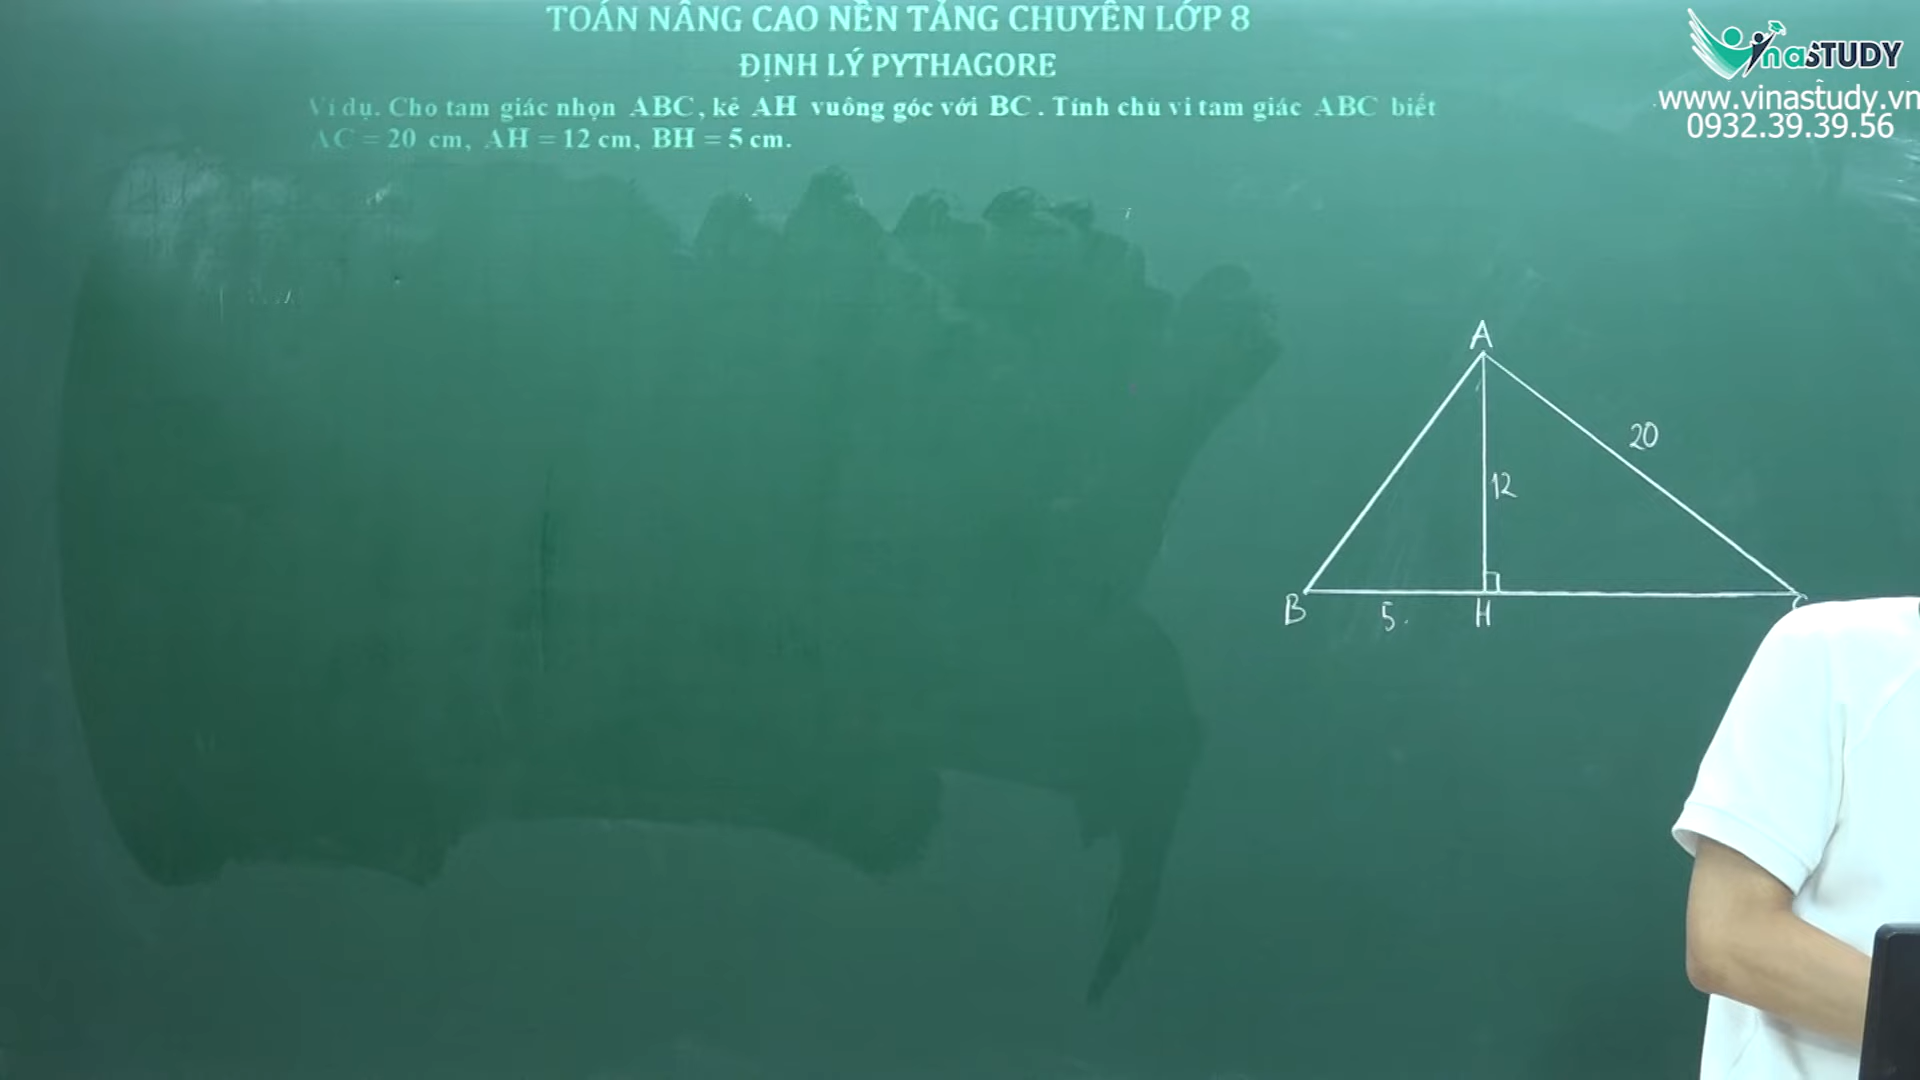 TOÁN NÂNG CAO NỀN TẢNG CHUYÊN LỚP 8
ĐỊNH LÝ PYTHAGORE
Ví dụ. Cho tam giác nhọn ABC, kẻ AH vuông góc với BC. Tính chu vi tam giác ABC biết
AC = 20 cm, AH = 12 cm, BH = 5 cm.
VinaSTUDY
www.vinastudy.vn
0932.39.39.56
A
20
12
B
5.
H
C